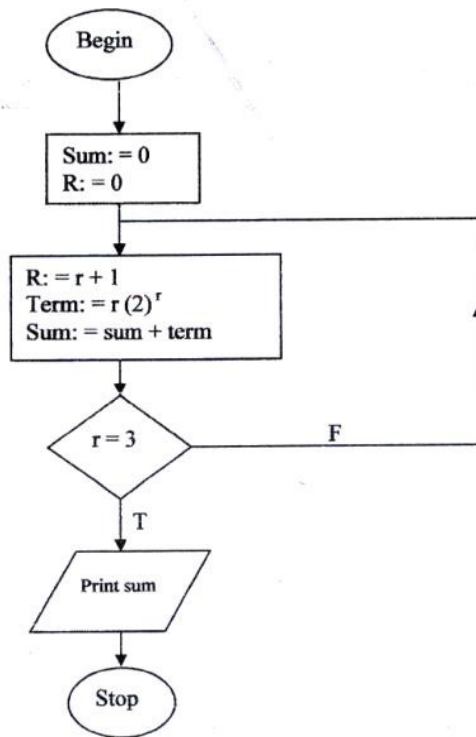 Begin
Sum: = 0
R: = 0
R: = r + 1
Term: = r (2)^r
Sum: = sum + term
r = 3
F
T
Print sum
Stop